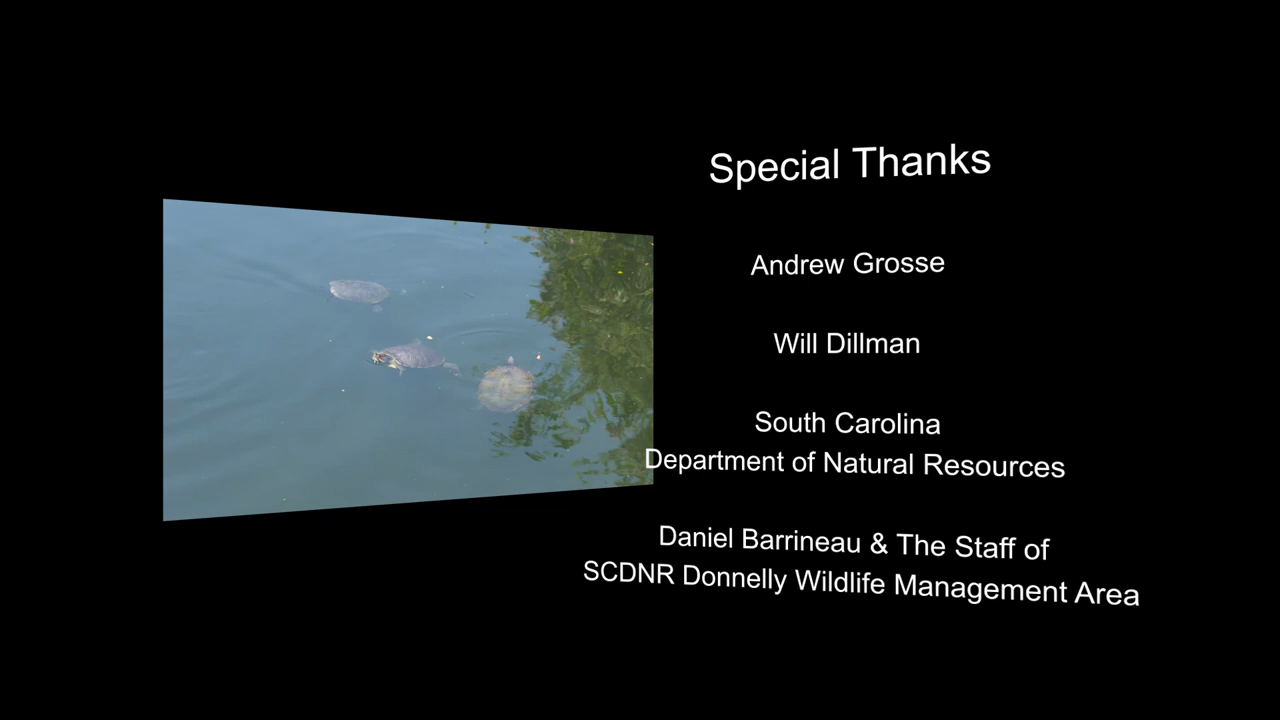 Special Thanks
Andrew Grosse
Will Dillman
South Carolina
Department of Natural Resources
Daniel Barrineau & The Staff of
SCDNR Donnelly Wildlife Management Area